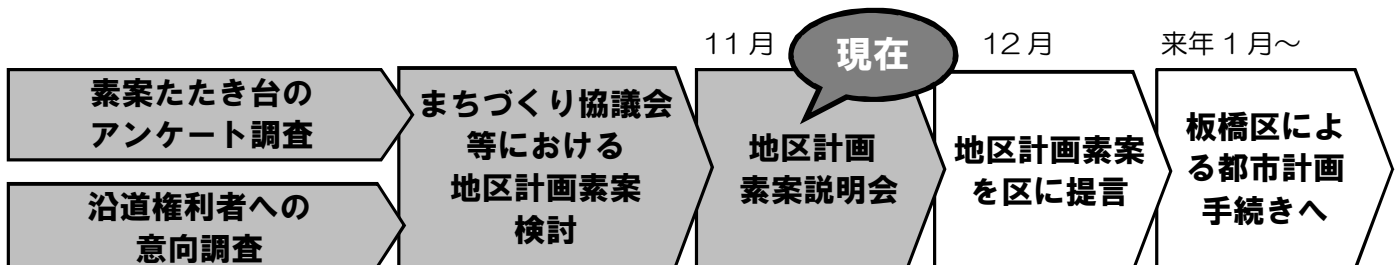 素案たたき台の
アンケート調査
沿道権利者への
意向調査
まちづくり協議会
等における
地区計画素案
検討
11月
現在
地区計画
素案説明会
12月
地区計画素案
を区に提言
来年1月～
板橋区によ
る都市計画
手続きへ